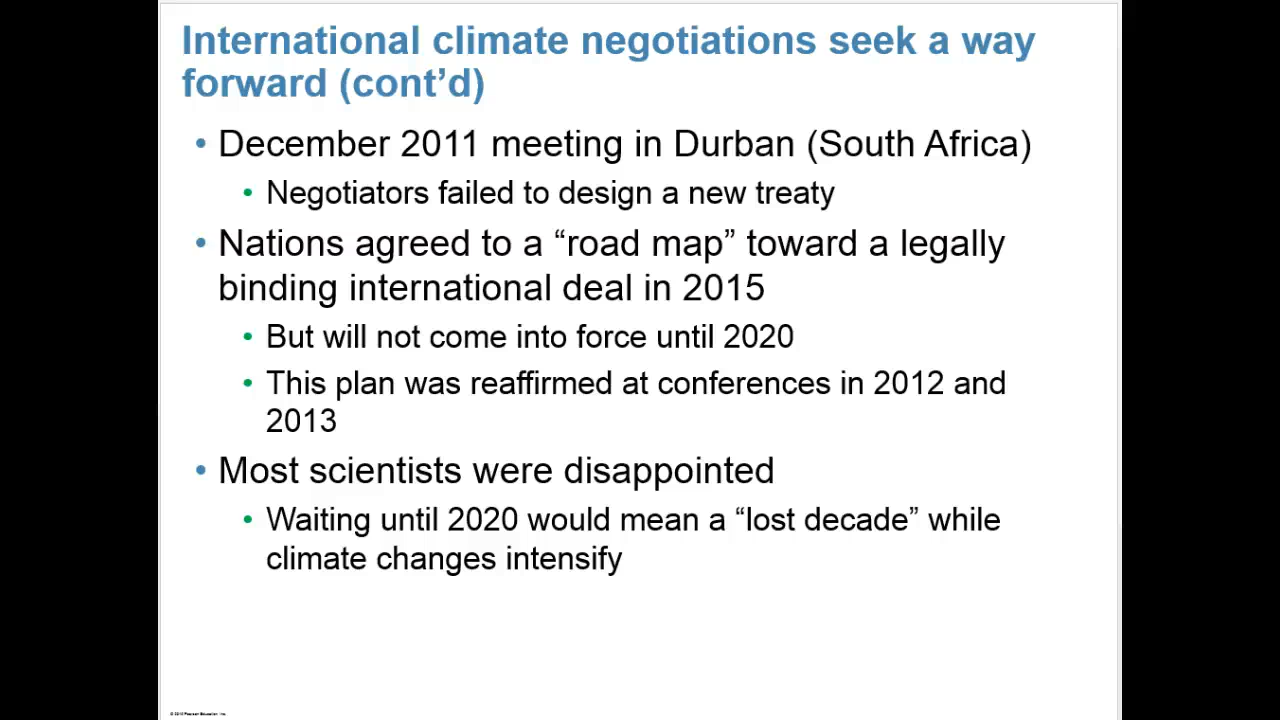 International climate negotiations seek a way
forward (cont’d)
• December 2011 meeting in Durban (South Africa)
• Negotiators failed to design a new treaty
• Nations agreed to a “road map” toward a legally
binding international deal in 2015
• But will not come into force until 2020
• This plan was reaffirmed at conferences in 2012 and
2013
• Most scientists were disappointed
• Waiting until 2020 would mean a “lost decade” while
climate changes intensify
Pearson Education, Inc.